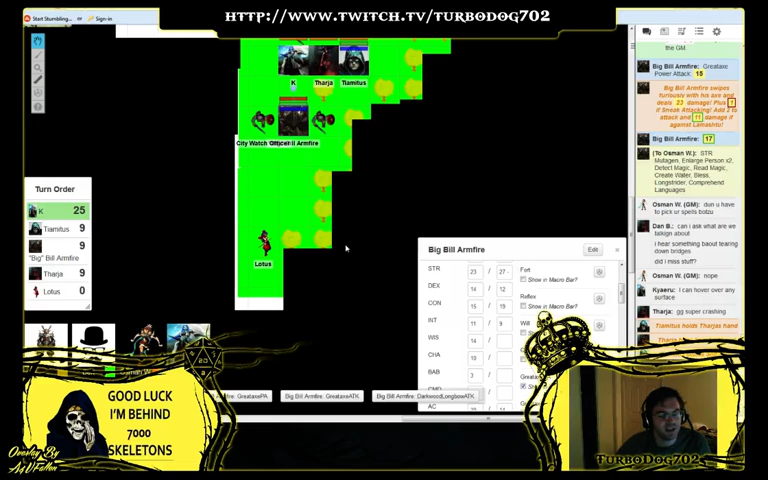 HTTP://WWW.TWITCH.TV/TURBODOG702
Start Stumbling...
Sign-in
K
Tharja
Tiamitus
City Watch
Bill Armfire
Lotus
Turn Order
K 25
Tiamitus 9
"Big" Bill Armfire 9
Tharja 9
Lotus 0
Big Bill Armfire
Edit
STR 23 / 27
DEX 14 / 12
CON 15 / 19
INT 11 / 9
WIS 14 /
CHA 10 /
BAB 3 /
CMD
AC
Fort
Show in Macro Bar?
Reflex
Show in Macro Bar?
Will
Bill Armfire: GreataxePA
Big Bill Armfire: GreataxeATK
Big Bill Armfire: DarkwoodLongbowATK
the GM.
Big Bill Armfire: Greataxe
Power Attack 15
Big Bill Armfire swipes
furiously with his axe and
deals 23 damage! Plus 1
if Sneak Attacking! Add 2 to
attack and 11 damage if
against Lamashtu!
Big Bill Armfire: 17
(To Osman W.): STR
Mutagen, Enlarge Person x2,
Detect Magic, Read Magic,
Create Water, Bless,
Longstrider, Comprehend
Languages
Osman W. (GM): dun u have
to pick ur spells botzu
Dan B.: can i ask what are we
i hear something baout tearing
down bridges
did i miss stuff?
Osman W. (GM): nope
Kyaeru: I can hover over any
surface
Tharja: gg super crashing
Tiamitus holds Tharjas hand
GOOD LUCK
I'M BEHIND
7000
SKELETONS
Overlay By
TURBODOG702